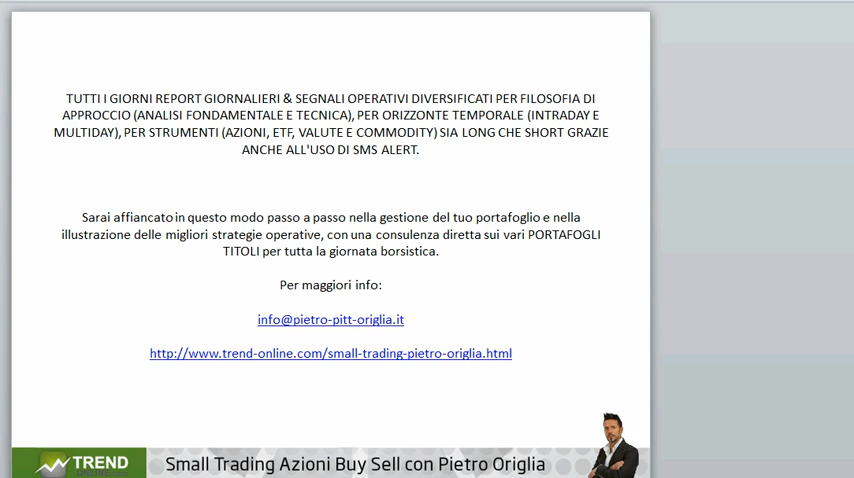 TUTTI I GIORNI REPORT GIORNALIERI & SEGNALI OPERATIVI DIVERSIFICATI PER FILOSOFIA DI
APPROCCIO (ANALISI FONDAMENTALE E TECNICA), PER ORIZZONTE TEMPORALE (INTRADAY E
MULTIDAY), PER STRUMENTI (AZIONI, ETF, VALUTE E COMMODITY) SIA LONG CHE SHORT GRAZIE
ANCHE ALL'USO DI SMS ALERT.
Sarai affiancato in questo modo passo a passo nella gestione del tuo portafoglio e nella
illustrazione delle migliori strategie operative, con una consulenza diretta sui vari PORTAFOGLI
TITOLI per tutta la giornata borsistica.
Per maggiori info:
info@pietro-pitt-origlia.it
http://www.trend-online.com/small-trading-pietro-origlia.html
TREND
Small Trading Azioni Buy Sell con Pietro Origlia